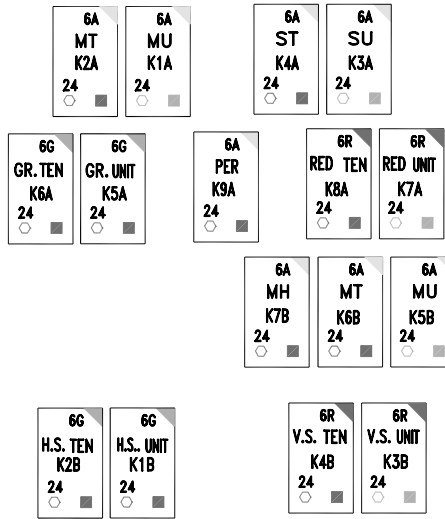 6A
MT
K2A
24
6A
MU
K1A
24
6A
ST
K4A
24
6A
SU
K3A
24
6G
GR. TEN
K6A
24
6G
GR. UNIT
K5A
24
6A
PER
K9A
24
6R
RED TEN
K8A
24
6R
RED UNIT
K7A
24
6A
MH
K7B
24
6A
MT
K6B
24
6A
MU
K5B
24
6G
H.S. TEN
K2B
24
6G
H.S.. UNIT
K1B
24
6R
V.S. TEN
K4B
24
6R
V.S. UNIT
K3B
24